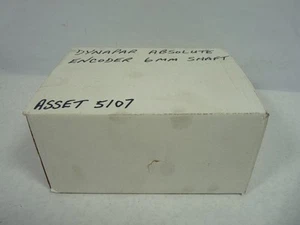 DYNAPAR ABSOLUTE
ENCODER 6MM SHAFT
ASSET 5107